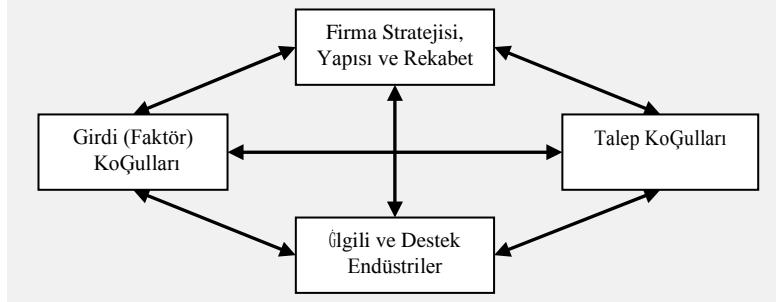 Firma Stratejisi,
Yapısı ve Rekabet
Girdi (Faktör)
KoĢulları
Talep KoĢulları
Ġlgili ve Destek
Endüstriler